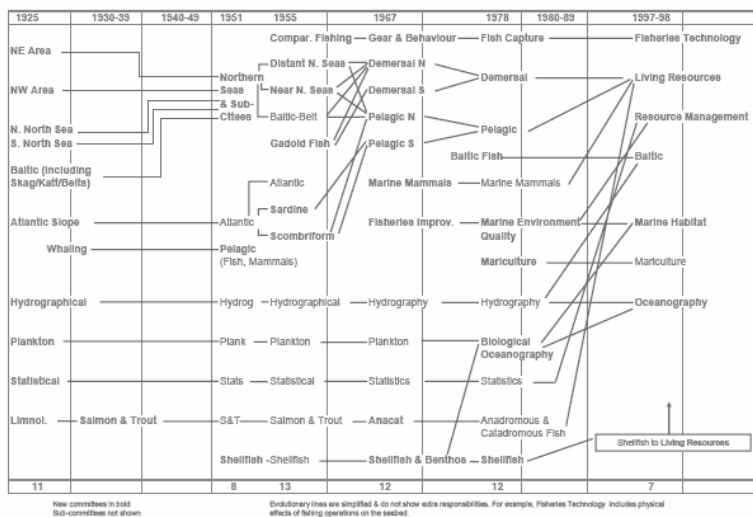 1925 1930-39 1940-49 1951 1955 1967 1978 1980-89 1997-98
Compar. Fishing Gear & Behaviour Fish Capture Fisheries Technology
NE Area
Distant N. Seas Demersal N
Northern Demersal Living Resources
NW Area Seas Near N. Seas Demersal S
& Sub-
Cttees Baltic-Belt Pelagic N Resource Management
N. North Sea Pelagic
S. North Sea Gadoid Fish Pelagic S
Baltic Fish Baltic
Baltic (including
Skag/Katt/Belts) Atlantic Marine Mammals Marine Mammals
Sardine
Atlantic Slope Atlantic Fisheries Improv. Marine Environment Marine Habitat
Scombriform Quality
Whaling Pelagic
(Fish, Mammals) Mariculture Mariculture
Hydrographical Hydrog Hydrographical Hydrography Hydrography Oceanography
Plankton Plank Plankton Plankton Biological
Oceanography
Statistical Stats Statistical Statistics Statistics
Limnol. Salmon & Trout S&T Salmon & Trout Anacat Anadromous &
Catadromous Fish
Shellfish to Living Resources
Shellfish Shellfish Shellfish & Benthos Shellfish
11 8 13 12 12 7
New committees in bold
Sub-committees not shown
Evolutionary lines are simplified & do not show extra responsibilities. For example, Fisheries Technology includes physical
effects of fishing operations on the seabed.